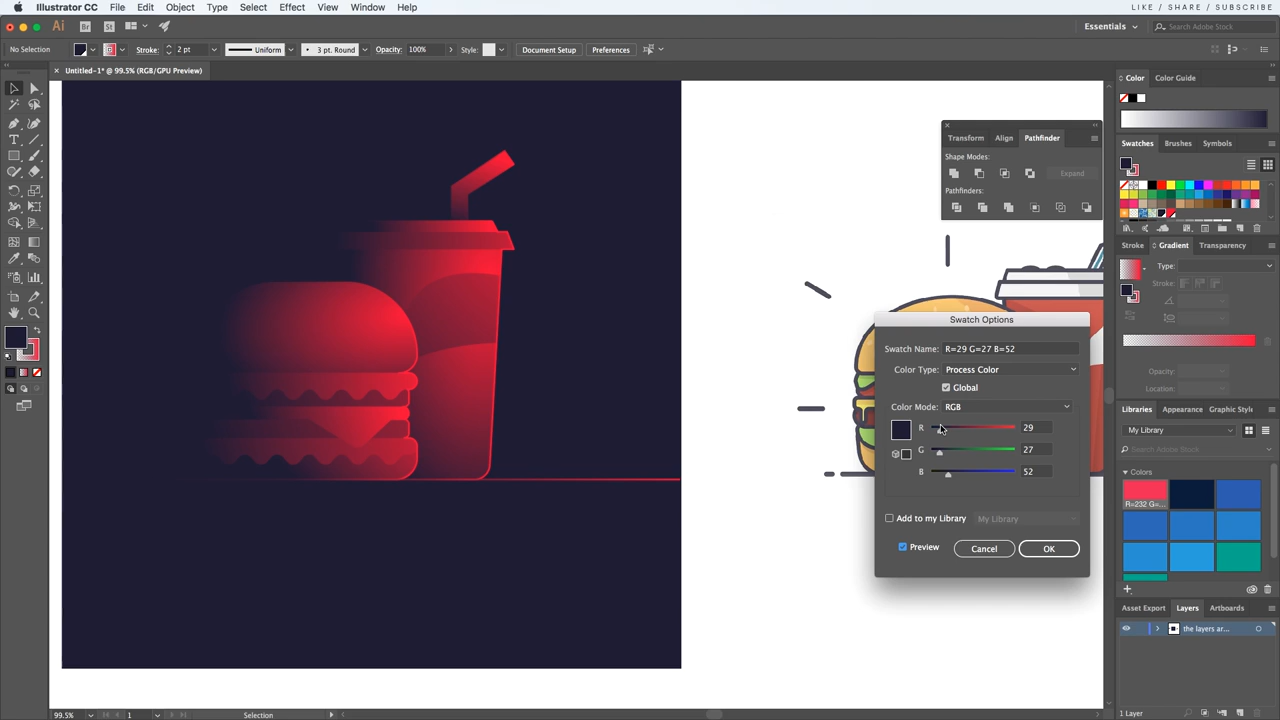 Illustrator CC File Edit Object Type Select Effect View Window Help
LIKE / SHARE / SUBSCRIBE
Ai Br St Essentials Search Adobe Stock
No Selection Stroke: 2 pt Uniform 3 pt. Round Opacity: 100% Style: Document Setup Preferences
Untitled-1* @ 99.5% (RGB/GPU Preview)
Color Color Guide
Transform Align Pathfinder
Shape Modes:
Expand
Pathfinders:
Swatches Brushes Symbols
Stroke Gradient Transparency
Type:
Stroke:
Opacity:
Location:
Swatch Options
Swatch Name: R=29 G=27 B=52
Color Type: Process Color
Global
Color Mode: RGB
R 29
G 27
B 52
Add to my Library My Library
Preview Cancel OK
Libraries Appearance Graphic Style
My Library
Search Adobe Stock
Colors
R=232 G=...
Asset Export Layers Artboards
the layers ar...
1 Layer
99.5% 1 Selection